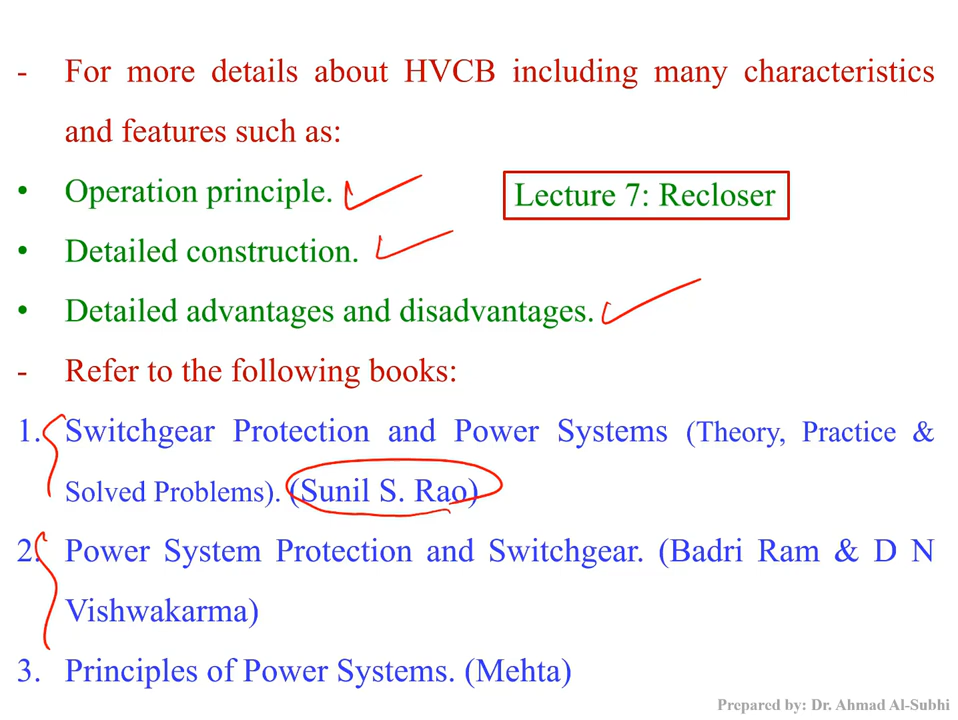 - For more details about HVCB including many characteristics
and features such as:
• Operation principle.
Lecture 7: Recloser
• Detailed construction.
• Detailed advantages and disadvantages.
- Refer to the following books:
1. Switchgear Protection and Power Systems (Theory, Practice &
Solved Problems). (Sunil S. Rao)
2. Power System Protection and Switchgear. (Badri Ram & D N
Vishwakarma)
3. Principles of Power Systems. (Mehta)
Prepared by: Dr. Ahmad Al-Subhi